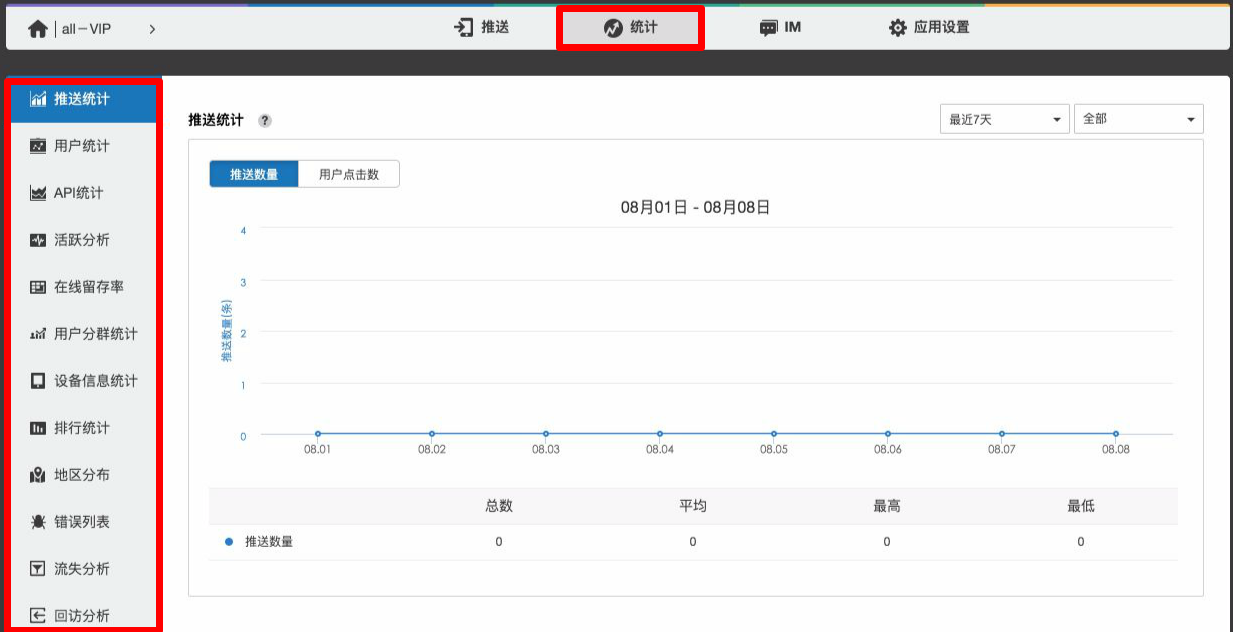 all－VIP
推送
统计
IM
应用设置
推送统计
用户统计
API统计
活跃分析
在线留存率
用户分群统计
设备信息统计
排行统计
地区分布
错误列表
流失分析
回访分析
推送统计 ?
最近7天
全部
推送数量
用户点击数
08月01日 - 08月08日
推送数量(条)
4
3
2
1
0
08.01 08.02 08.03 08.04 08.05 08.06 08.07 08.08
总数 平均 最高 最低
推送数量 0 0 0 0